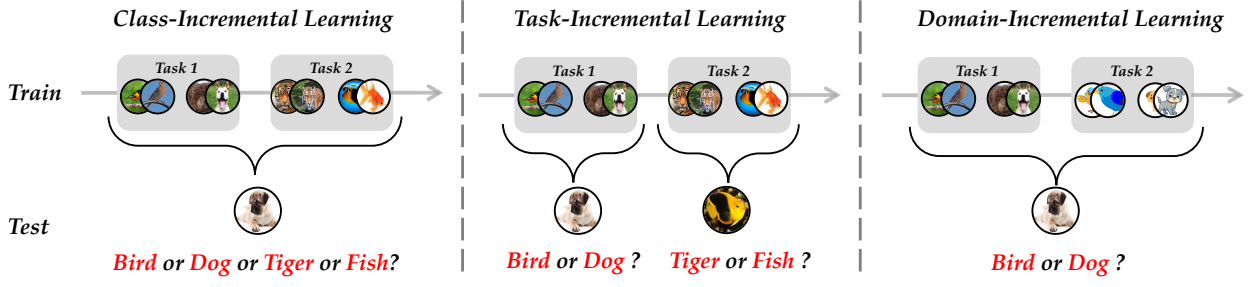 Class-Incremental Learning
Task-Incremental Learning
Domain-Incremental Learning
Train
Task 1
Task 2
Task 1
Task 2
Task 1
Task 2
Test
Bird or Dog or Tiger or Fish?
Bird or Dog ?
Tiger or Fish ?
Bird or Dog ?